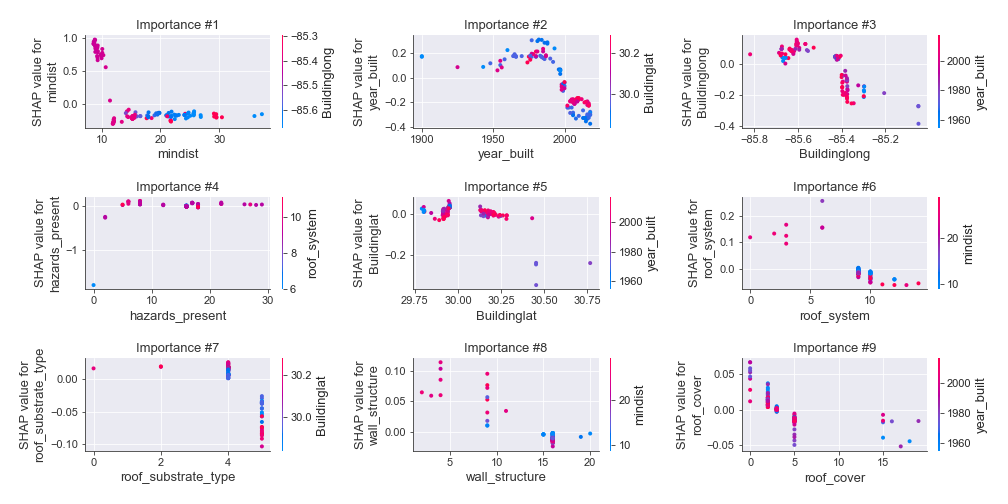 Importance #1
SHAP value for
mindist
1.0
0.5
0.0
10
20
30
mindist
−85.3
−85.4
−85.5
−85.6
Buildinglong
Importance #2
SHAP value for
year_built
0.2
0.0
−0.2
−0.4
1900
1950
2000
year_built
30.2
30.0
Buildinglat
Importance #3
SHAP value for
Buildinglong
0.0
−0.2
−0.4
−85.8
−85.6
−85.4
−85.2
Buildinglong
2000
1980
1960
year_built
Importance #4
SHAP value for
hazards_present
0
−1
0
10
20
30
hazards_present
10
8
6
roof_system
Importance #5
SHAP value for
Buildinglat
0.0
−0.2
29.75
30.00
30.25
30.50
30.75
Buildinglat
2000
1980
1960
year_built
Importance #6
SHAP value for
roof_system
0.2
0.1
0.0
0
5
10
roof_system
20
10
mindist
Importance #7
SHAP value for
roof_substrate_type
0.00
−0.05
−0.10
0
2
4
roof_substrate_type
30.2
30.0
Buildinglat
Importance #8
SHAP value for
wall_structure
0.10
0.05
0.00
5
10
15
20
wall_structure
20
10
mindist
Importance #9
SHAP value for
roof_cover
0.05
0.00
−0.05
0
5
10
15
roof_cover
2000
1980
1960
year_built